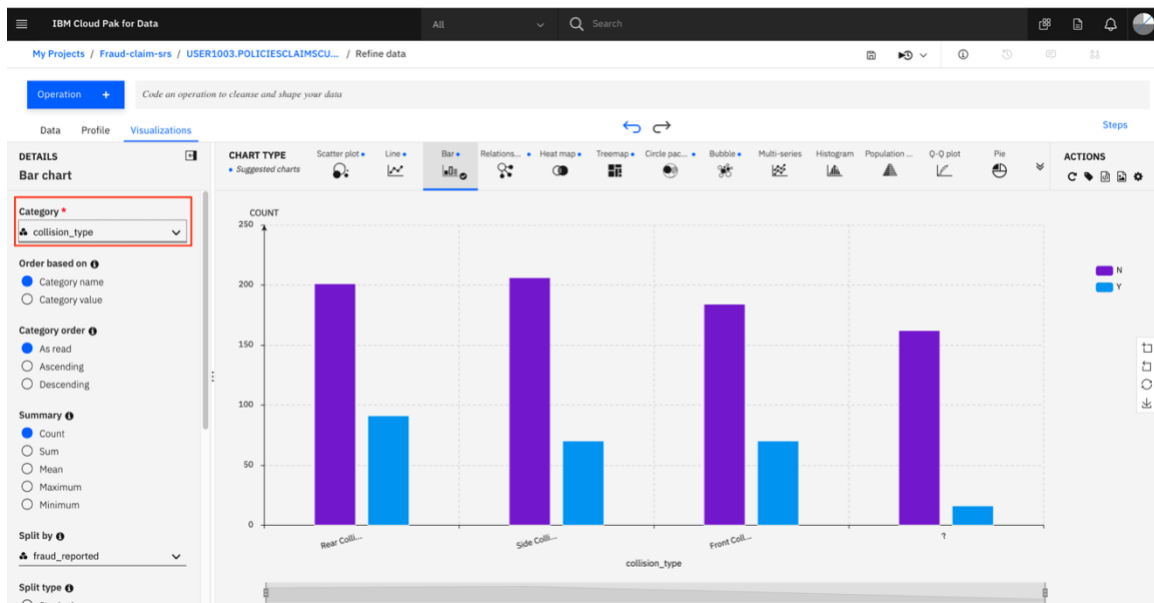 IBM Cloud Pak for Data
All
Search
My Projects / Fraud-claim-srs / USER1003.POLICIESCLAIMSCU... / Refine data
Operation +
Code an operation to cleanse and shape your data
Data Profile Visualizations
Steps
DETAILS
Bar chart
CHART TYPE
• Suggested charts
Scatter plot •
Line •
Bar •
Relations... •
Heat map •
Treemap •
Circle pac... •
Bubble •
Multi-series
Histogram
Population ...
Q-Q plot
Pie
ACTIONS
Category *
collision_type
Order based on
Category name
Category value
Category order
As read
Ascending
Descending
Summary
Count
Sum
Mean
Maximum
Minimum
Split by
fraud_reported
Split type
COUNT
250
200
150
100
50
0
Rear Colli...
Side Colli...
Front Coll...
?
collision_type
N
Y